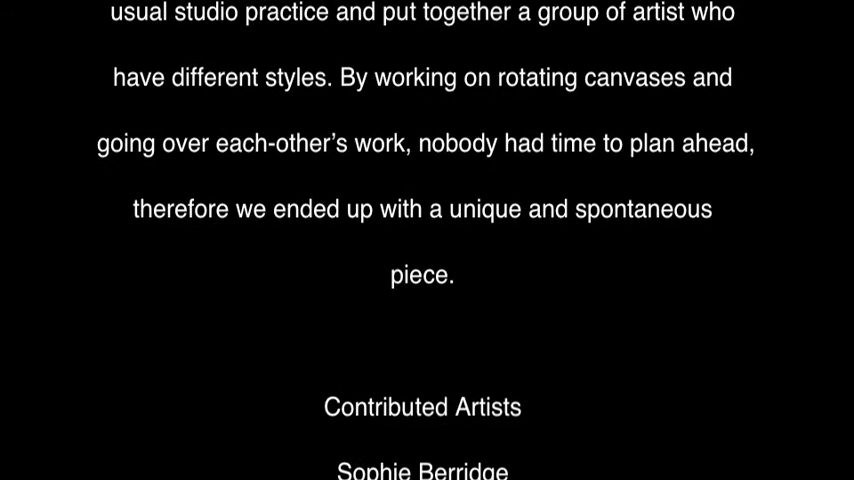 usual studio practice and put together a group of artist who
have different styles. By working on rotating canvases and
going over each-other’s work, nobody had time to plan ahead,
therefore we ended up with a unique and spontaneous
piece.
Contributed Artists
Sophie Berridge